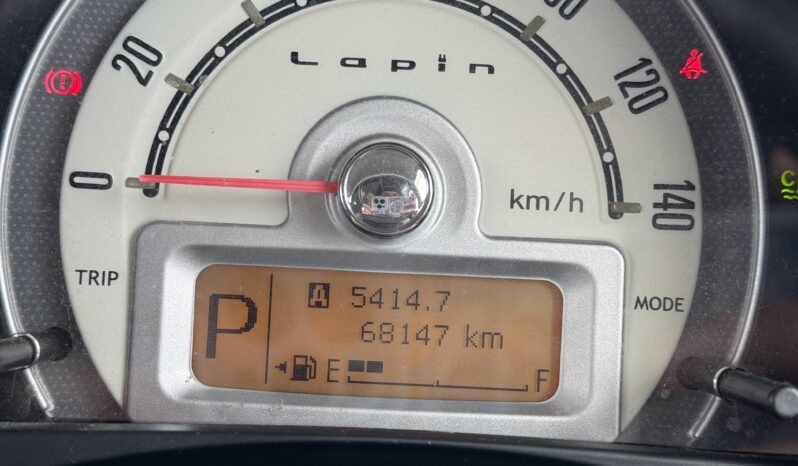 Lapin
20
120
0
km/h
140
TRIP
MODE
P
A 5414.7
68147 km
E F
C